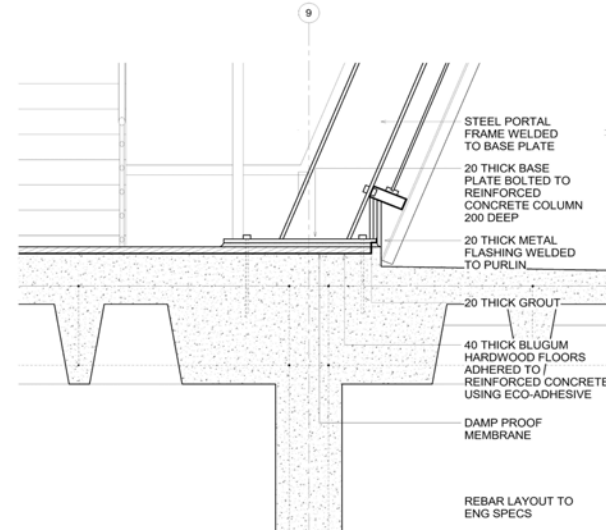 9
STEEL PORTAL
FRAME WELDED
TO BASE PLATE
20 THICK BASE
PLATE BOLTED TO
REINFORCED
CONCRETE COLUMN
200 DEEP
20 THICK METAL
FLASHING WELDED
TO PURLIN
20 THICK GROUT
40 THICK BLUGUM
HARDWOOD FLOORS
ADHERED TO /
REINFORCED CONCRETE
USING ECO-ADHESIVE
DAMP PROOF
MEMBRANE
REBAR LAYOUT TO
ENG SPECS